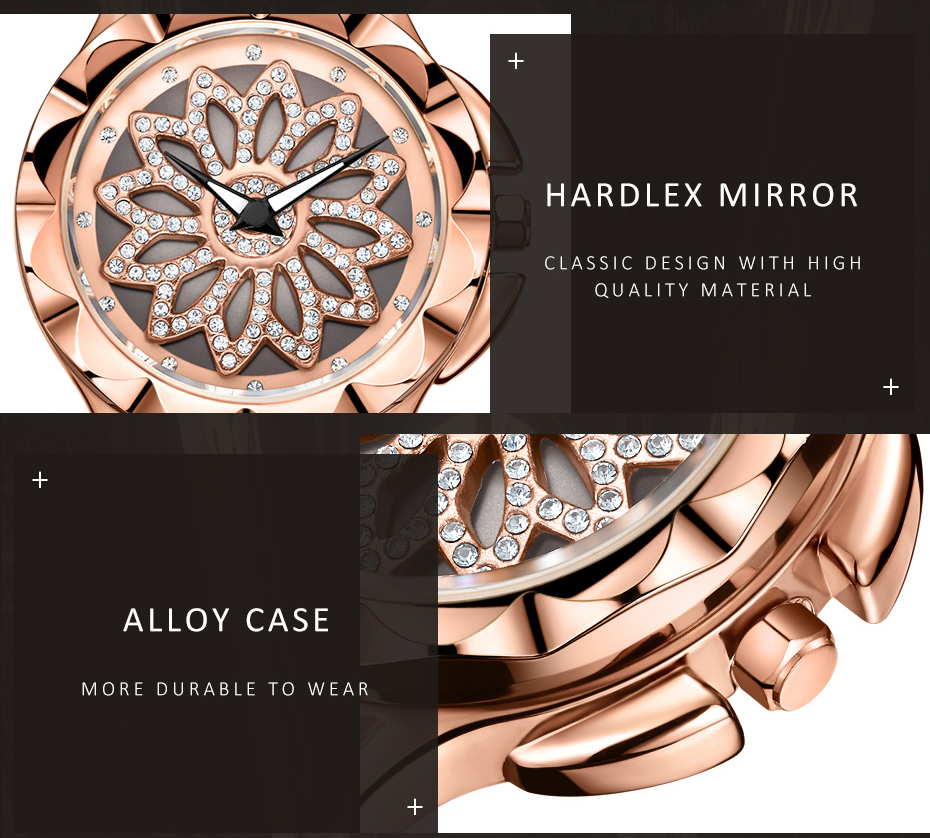 HARDLEX MIRROR
CLASSIC DESIGN WITH HIGH
QUALITY MATERIAL
ALLOY CASE
MORE DURABLE TO WEAR